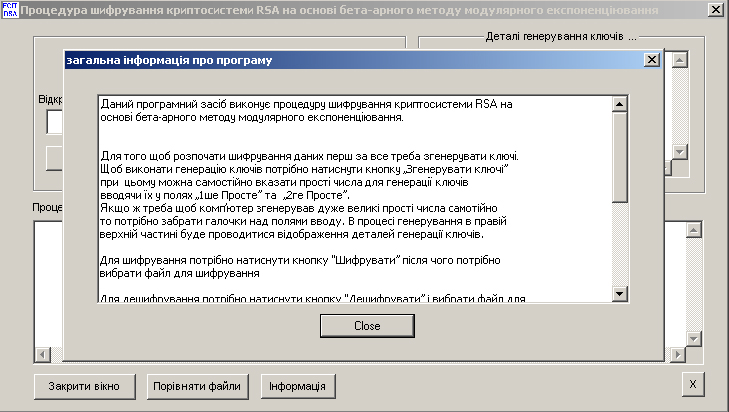 FCIT
DSA
Процедура шифрування криптосистеми RSA на основі бета-арного методу модулярного експоненціювання
Деталі генерування ключів ...
загальна інформація про програму
Відкр
Даний програмний засіб виконує процедуру шифрування криптосистеми RSA на
основі бета-арного методу модулярного експоненціювання.
Для того щоб розпочати шифрування даних перш за все треба згенерувати ключі.
Щоб виконати генерацію ключів потрібно натиснути кнопку „Згенерувати ключі”
при цьому можна самостійно вказати прості числа для генерації ключів
вводячи їх у полях „1ше Просте” та „2ге Просте”.
Якщо ж треба щоб комп'ютер згенерував дуже великі прості числа самотійно
то потрібно забрати галочки над полями вводу. В процесі генерування в правій
верхній частині буде проводитися відображення деталей генерації ключів.
Для шифрування потрібно натиснути кнопку "Шифрувати" після чого потрібно
вибрати файл для шифрування
Для дешифрування потрібно натиснути кнопку "Дешифрувати" і вибрати файл для
Проце
Close
Закрити вікно
Порівняти файли
Інформація
X